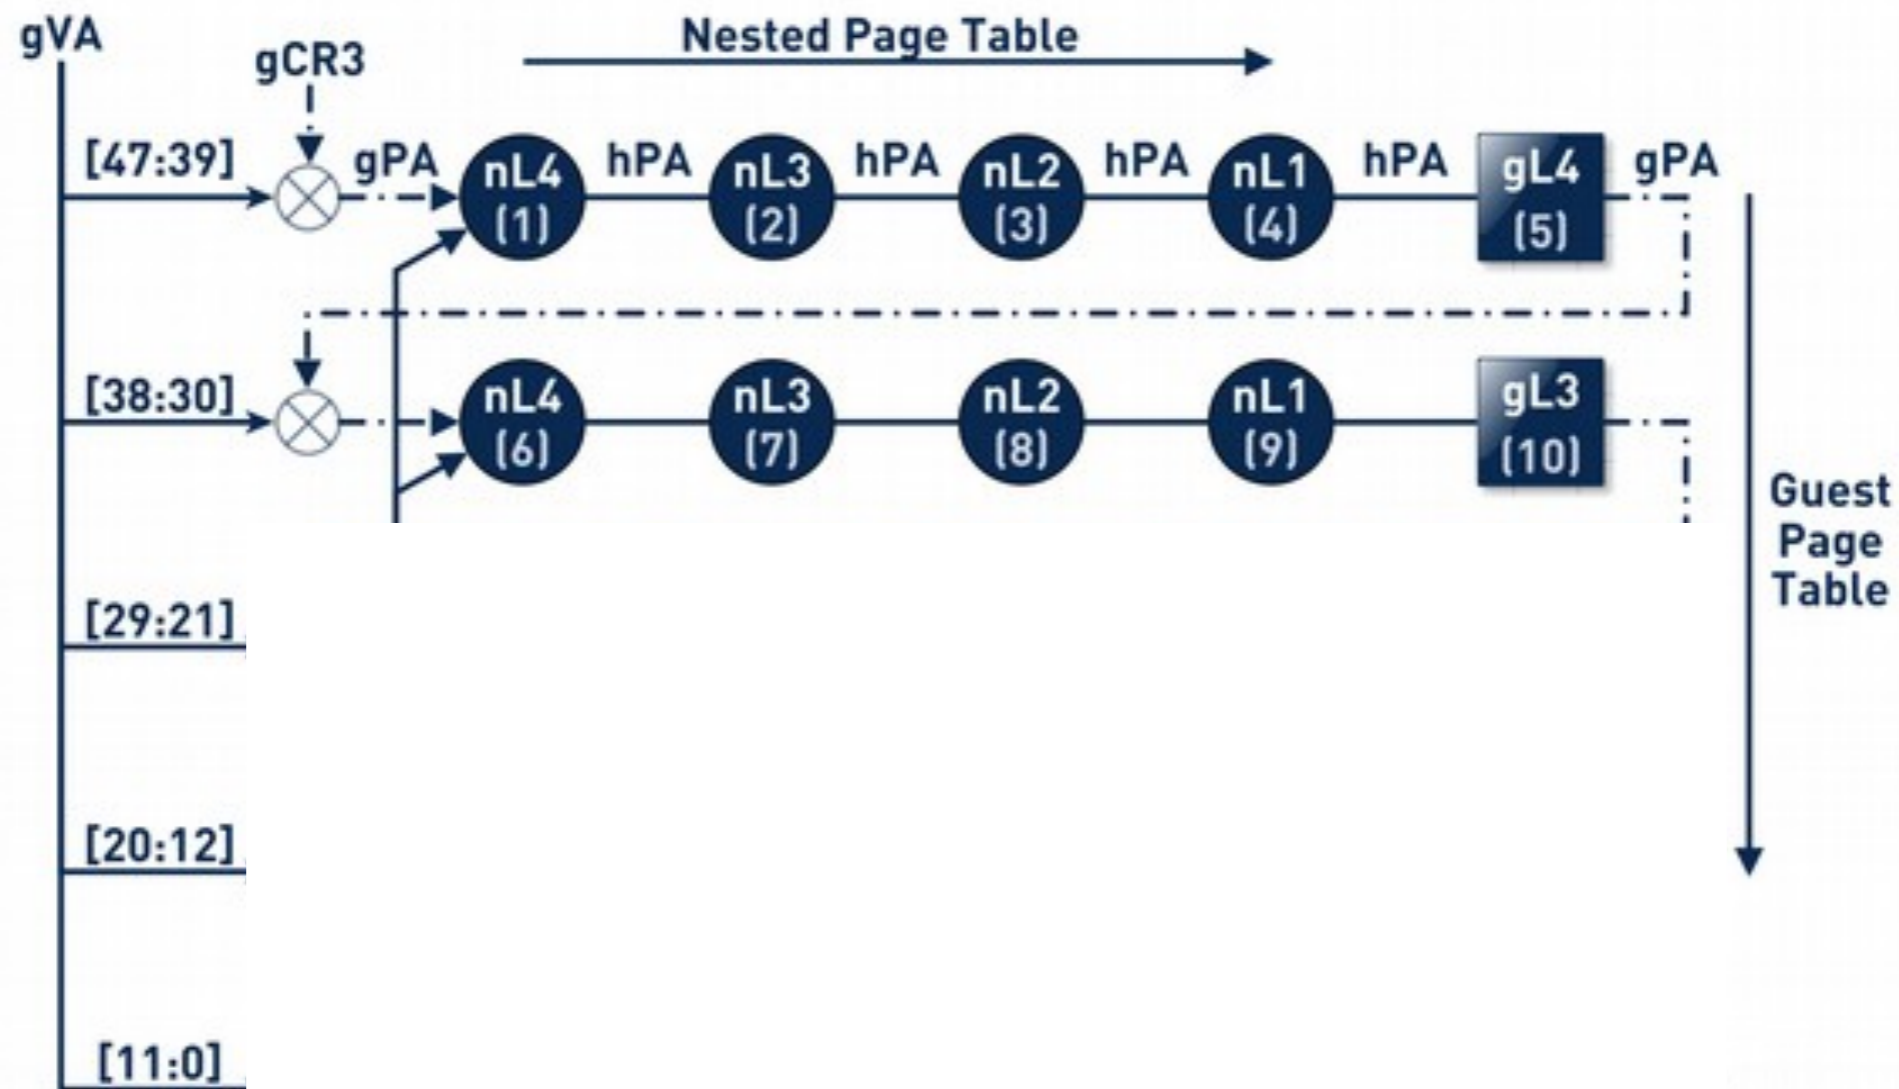 gVA
gCR3
Nested Page Table
[47:39]
gPA
nL4
(1)
hPA
nL3
(2)
hPA
nL2
(3)
hPA
nL1
(4)
hPA
gL4
(5)
gPA
[38:30]
nL4
(6)
nL3
(7)
nL2
(8)
nL1
(9)
gL3
(10)
Guest
Page
Table
[29:21]
[20:12]
[11:0]